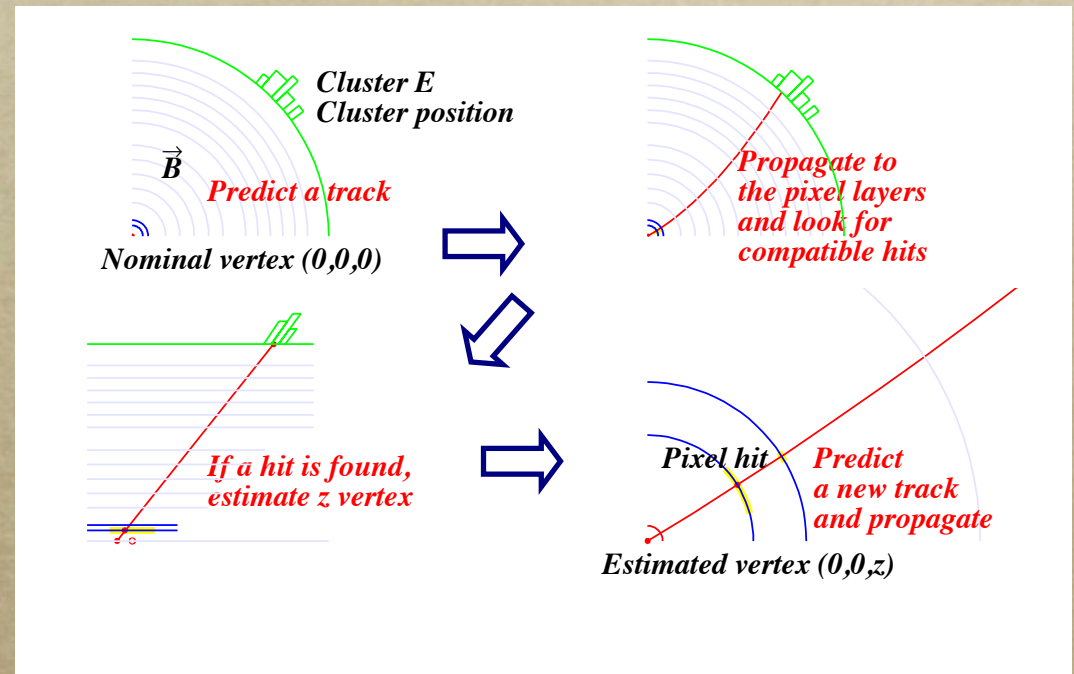 Cluster E
Cluster position
B
Predict a track
Nominal vertex (0,0,0)
Propagate to
the pixel layers
and look for
compatible hits
If a hit is found,
estimate z vertex
Pixel hit
Predict
a new track
and propagate
Estimated vertex (0,0,z)